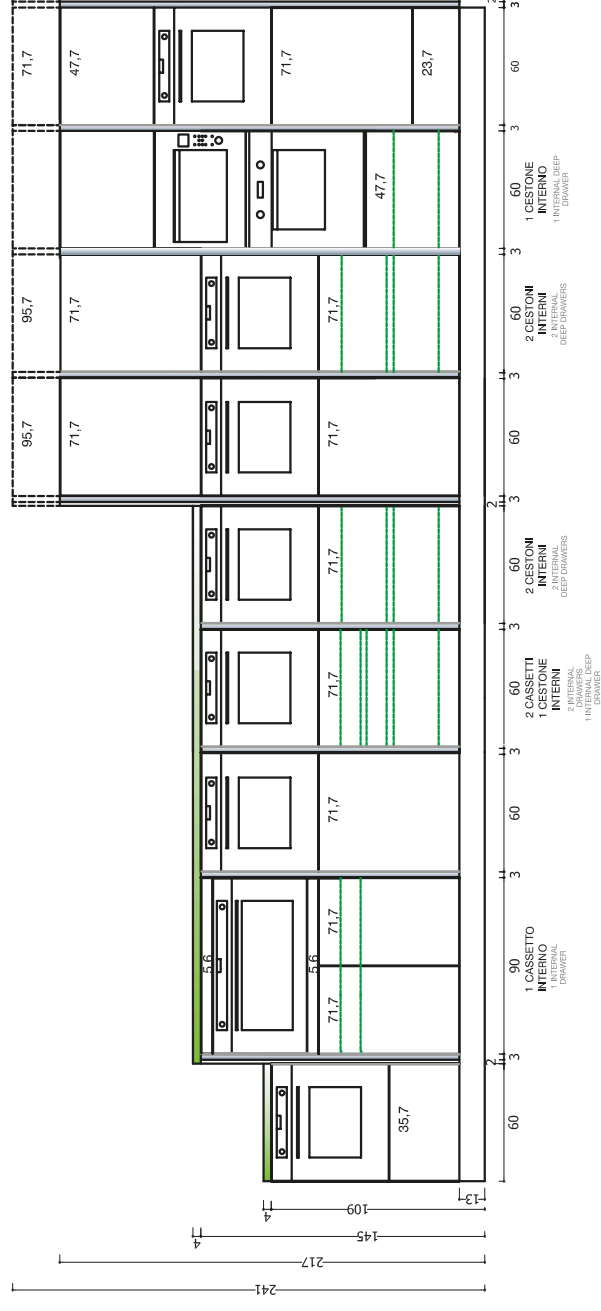 95,7
95,7
71,7
71,7
71,7
47,7
5,6
71,7
5,6
71,7
71,7
71,7
71,7
71,7
71,7
71,7
47,7
35,7
23,7
241
217
4
145
4
109
13
60
2
3
90
3
60
3
60
3
60
2
3
60
3
60
3
60
3
60
3
1 CASSETTO
INTERNO
1 INTERNAL
DRAWER
2 CASSETTI
1 CESTONE
INTERNI
2 INTERNAL
DRAWERS
1 INTERNAL DEEP
DRAWER
2 CESTONI
INTERNI
2 INTERNAL
DEEP DRAWERS
2 CESTONI
INTERNI
2 INTERNAL
DEEP DRAWERS
1 CESTONE
INTERNO
1 INTERNAL DEEP
DRAWER